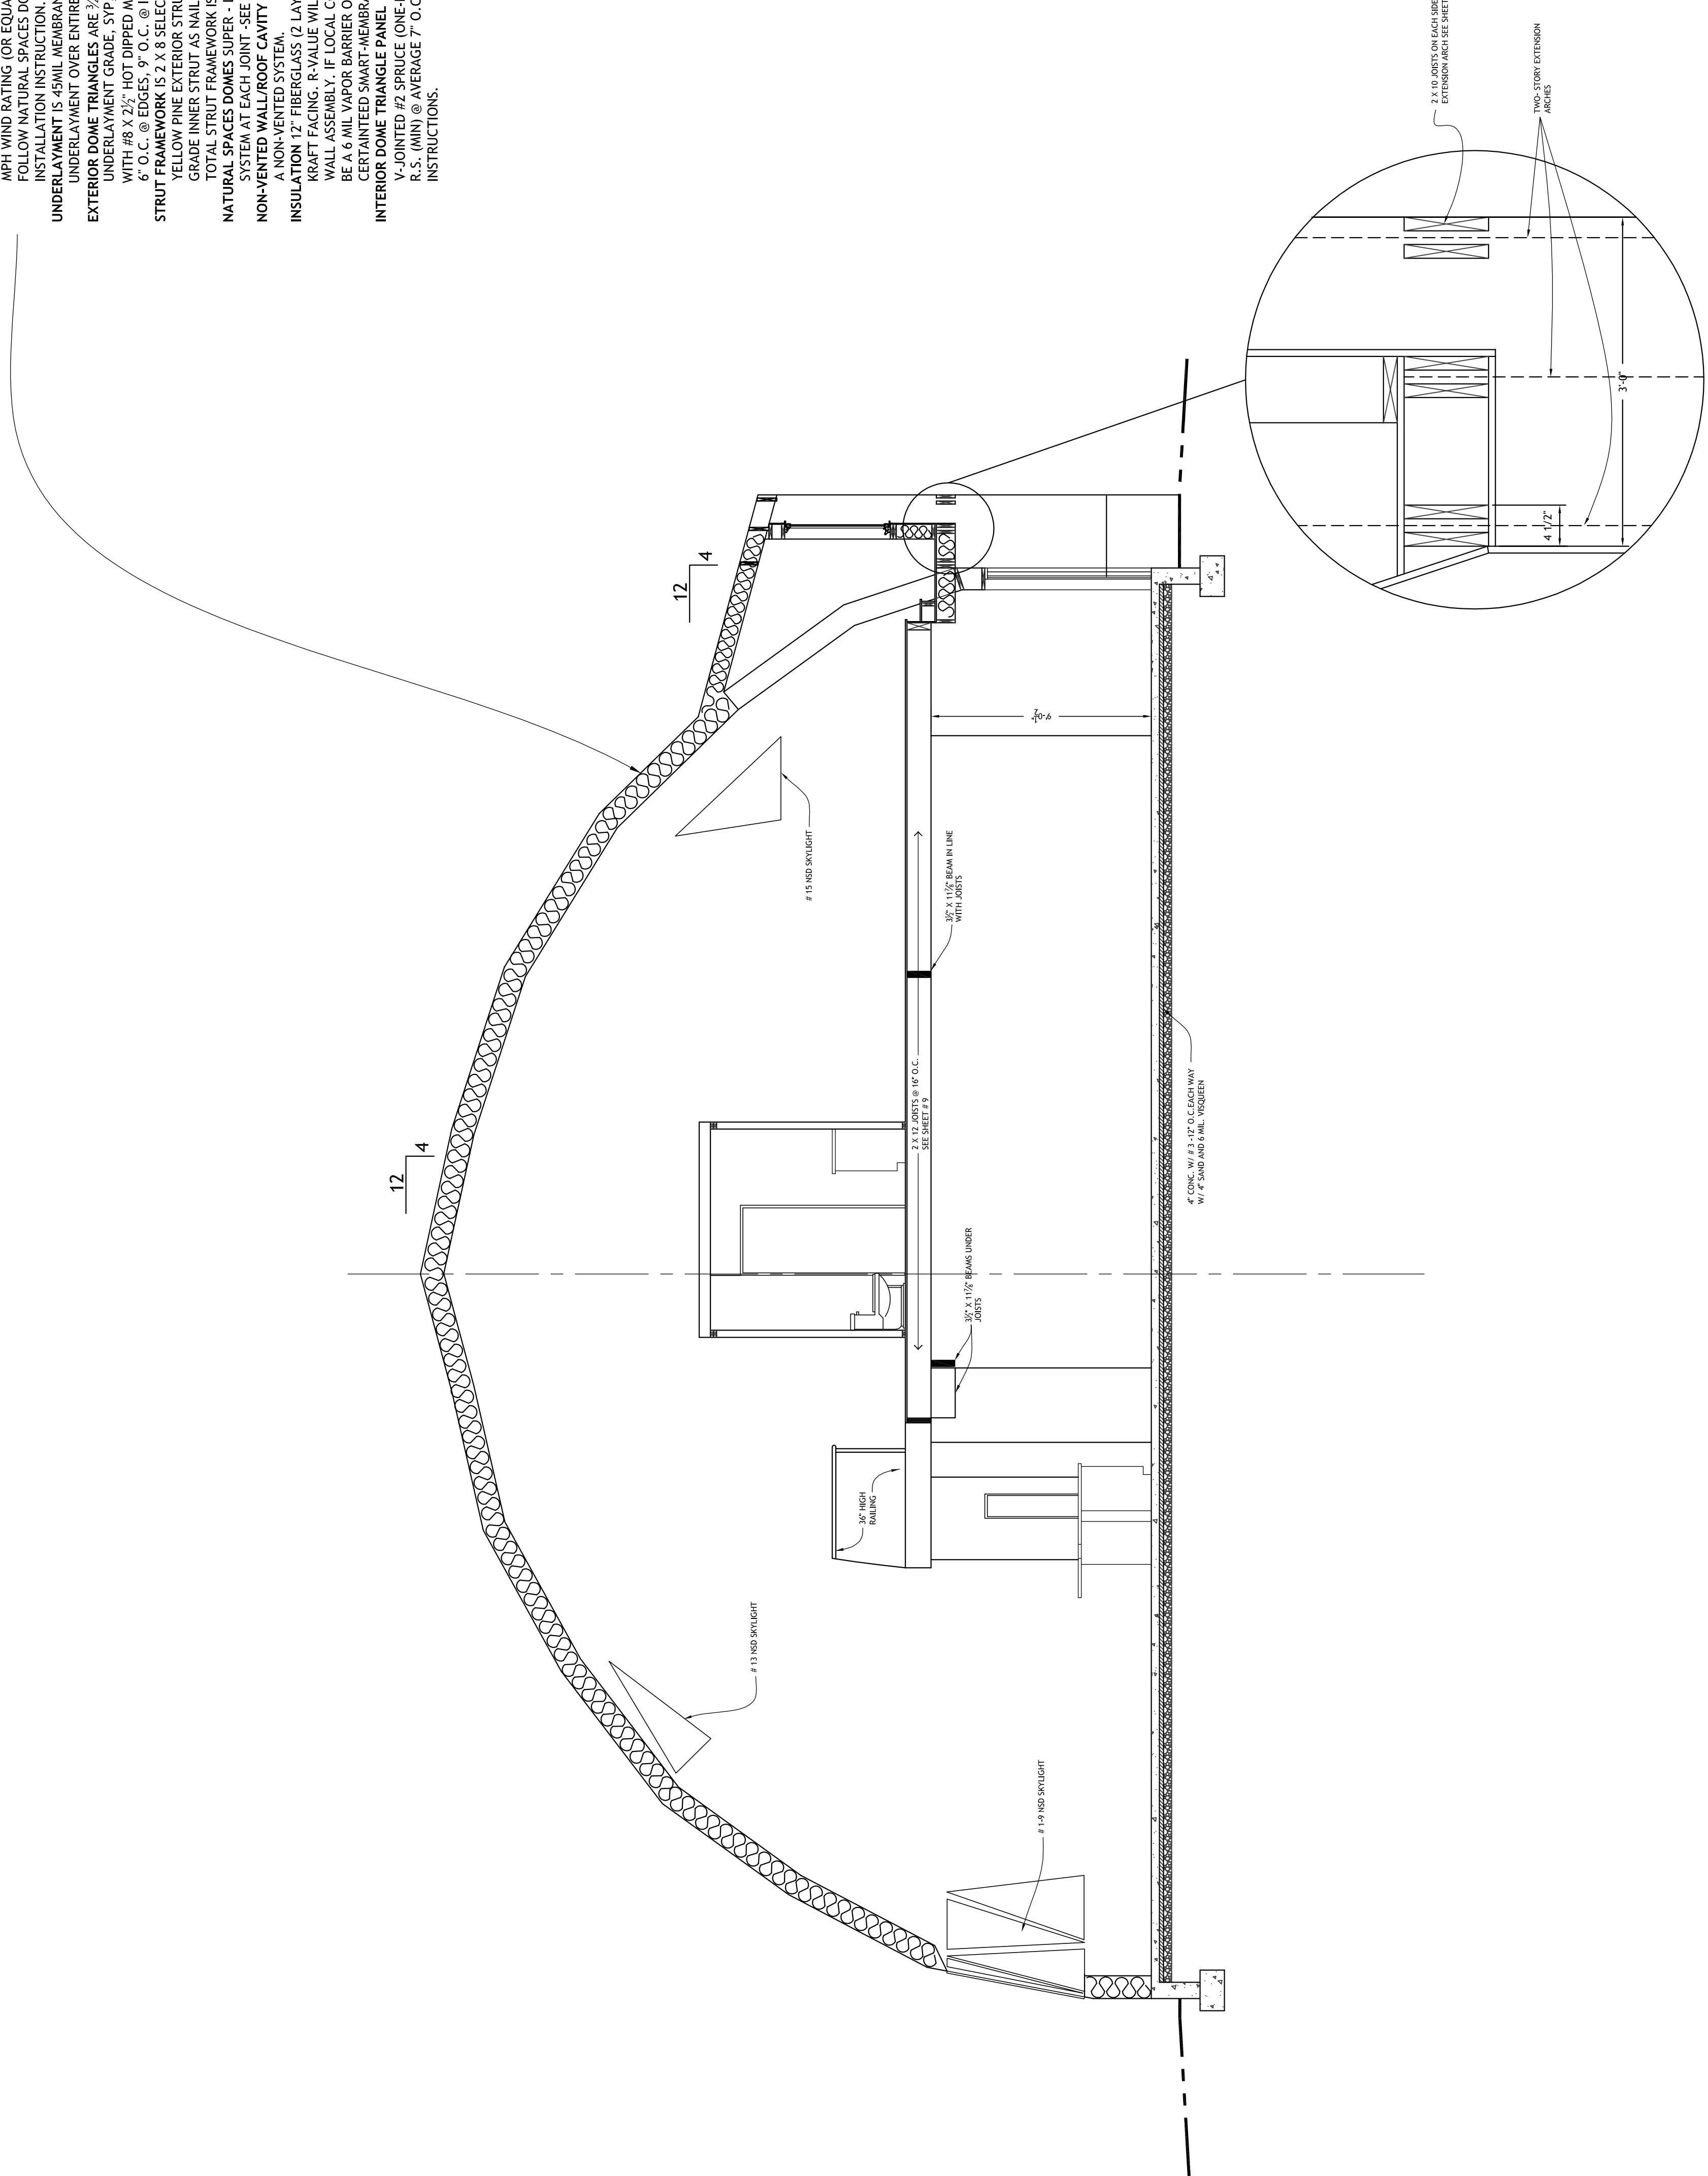 MPH WIND RATING (OR EQUA
FOLLOW NATURAL SPACES DO
INSTALLATION INSTRUCTION.
UNDERLAYMENT IS 45MIL MEMBRAN
UNDERLAYMENT OVER ENTIRE
EXTERIOR DOME TRIANGLES ARE ¾
UNDERLAYMENT GRADE, SYP,
WITH #8 X 2½" HOT DIPPED M
6" O.C. @ EDGES, 9" O.C. @ I
STRUT FRAMEWORK IS 2 X 8 SELEC
YELLOW PINE EXTERIOR STRU
GRADE INNER STRUT AS NAIL
TOTAL STRUT FRAMEWORK IS
NATURAL SPACES DOMES SUPER -
SYSTEM AT EACH JOINT -SEE
NON-VENTED WALL/ROOF CAVITY
A NON-VENTED SYSTEM.
INSULATION 12" FIBERGLASS (2 LAY
KRAFT FACING. R-VALUE WIL
WALL ASSEMBLY. IF LOCAL C
BE A 6 MIL VAPOR BARRIER O
CERTAINTEED SMART-MEMBRA
INTERIOR DOME TRIANGLE PANEL
V-JOINTED #2 SPRUCE (ONE-
R.S. (MIN) @ AVERAGE 7" O.C
INSTRUCTIONS.
12
4
12
4
# 13 NSD SKYLIGHT
# 15 NSD SKYLIGHT
36" HIGH
RAILING
2 X 12 JOISTS @ 16" O.C.
SEE SHEET # 9
3½" X 11⅞" BEAM IN LINE
WITH JOISTS
3½" X 11⅞" BEAMS UNDER
JOISTS
9'-0½"
# 1-9 NSD SKYLIGHT
4" CONC. W/ # 3 -12" O.C.EACH WAY
W/ 4" SAND AND 6 MIL. VISQUEEN
2 X 10 JOISTS ON EACH SIDE
EXTENSION ARCH SEE SHEET
TWO- STORY EXTENSION
ARCHES
4 1/2"
3'-0"